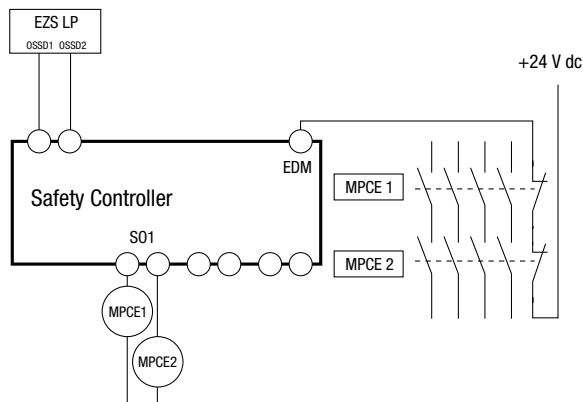 EZS LP
OSSD1 OSSD2
+24 V dc
EDM
Safety Controller
MPCE 1
SO1
MPCE 2
MPCE1
MPCE2